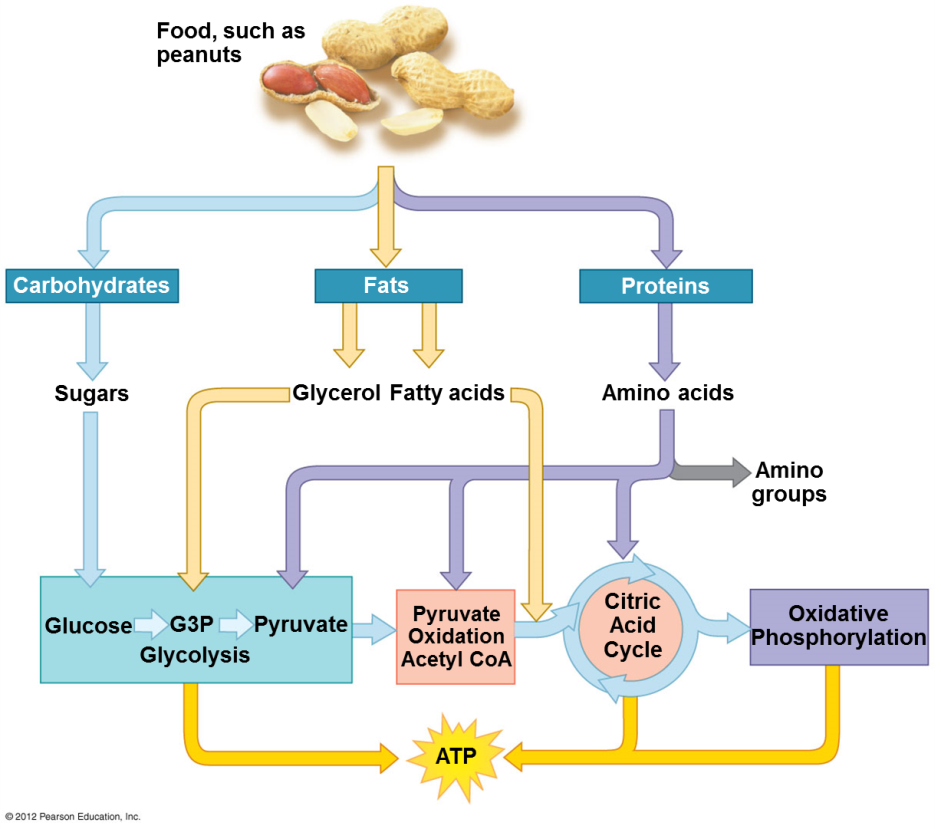 Food, such as
peanuts
Carbohydrates
Fats
Proteins
Sugars
Glycerol
Fatty acids
Amino acids
Amino
groups
Glucose
G3P
Pyruvate
Glycolysis
Pyruvate
Oxidation
Acetyl CoA
Citric
Acid
Cycle
Oxidative
Phosphorylation
ATP
© 2012 Pearson Education, Inc.